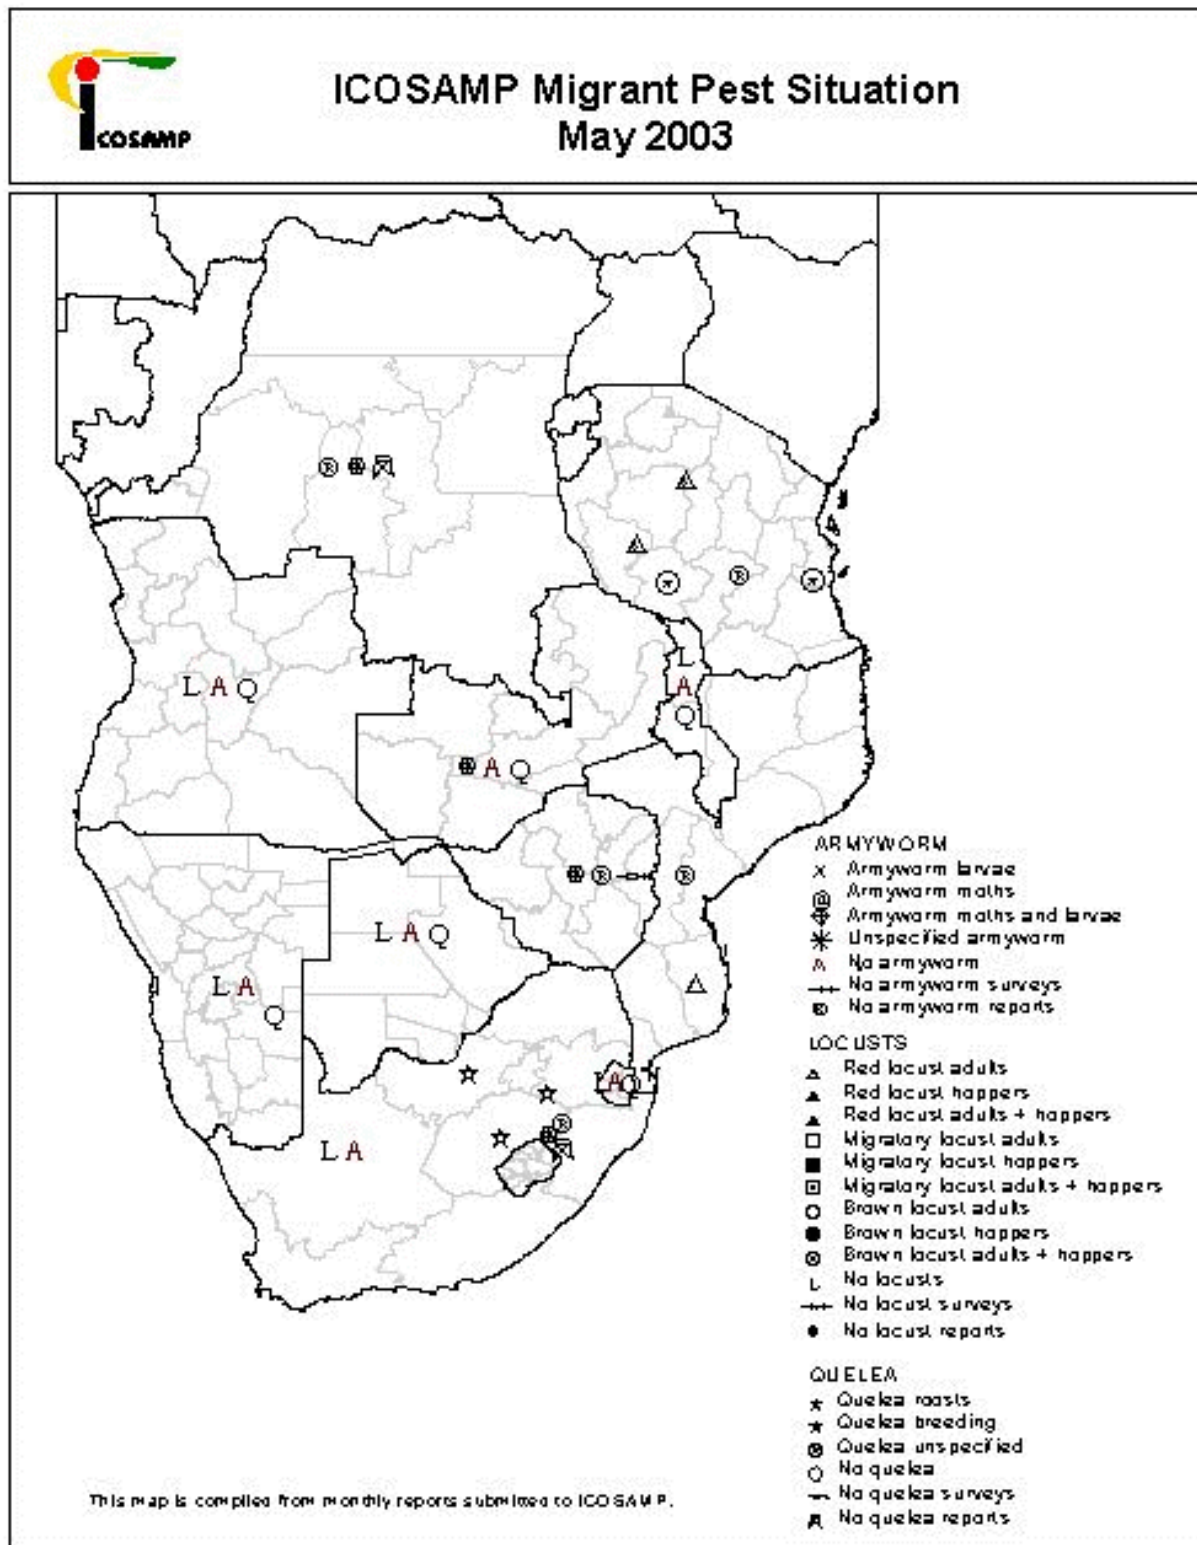 ICOSAMP
ICOSAMP Migrant Pest Situation
May 2003
L A Q
L
A
Q
A Q
L A Q
L A
Q
L A
L A Q
ARMYWORM
Armyworm larvae
Armyworm moths
Armyworm moths and larvae
Unspecified armyworm
A No armyworm
No armyworm surveys
No armyworm reports
LOCUSTS
Red locust adults
Red locust hoppers
Red locust adults + hoppers
Migratory locust adults
Migratory locust hoppers
Migratory locust adults + hoppers
Brown locust adults
Brown locust hoppers
Brown locust adults + hoppers
L No locusts
No locust surveys
No locust reports
QUELEA
Quelea roosts
Quelea breeding
Quelea unspecified
Q No quelea
No quelea surveys
No quelea reports
This map is compiled from monthly reports submitted to ICOSAMP.